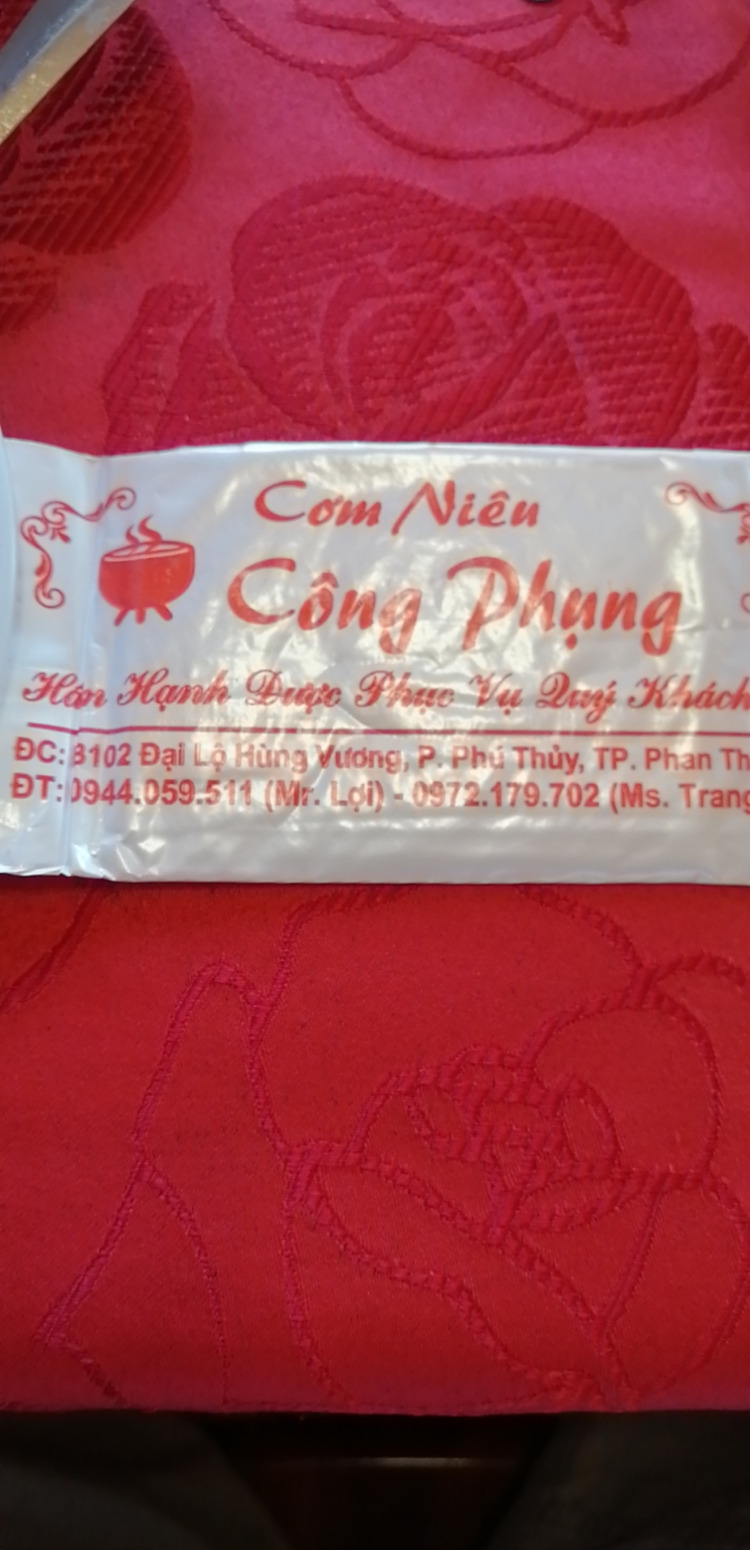 Cơm Niêu
Công Phụng
Hân Hạnh Được Phục Vụ Quý Khách
ĐC: B102 Đại Lộ Hùng Vương, P. Phú Thủy, TP. Phan Th
ĐT: 0944.059.511 (Mr. Lợi) - 0972.179.702 (Ms. Trang